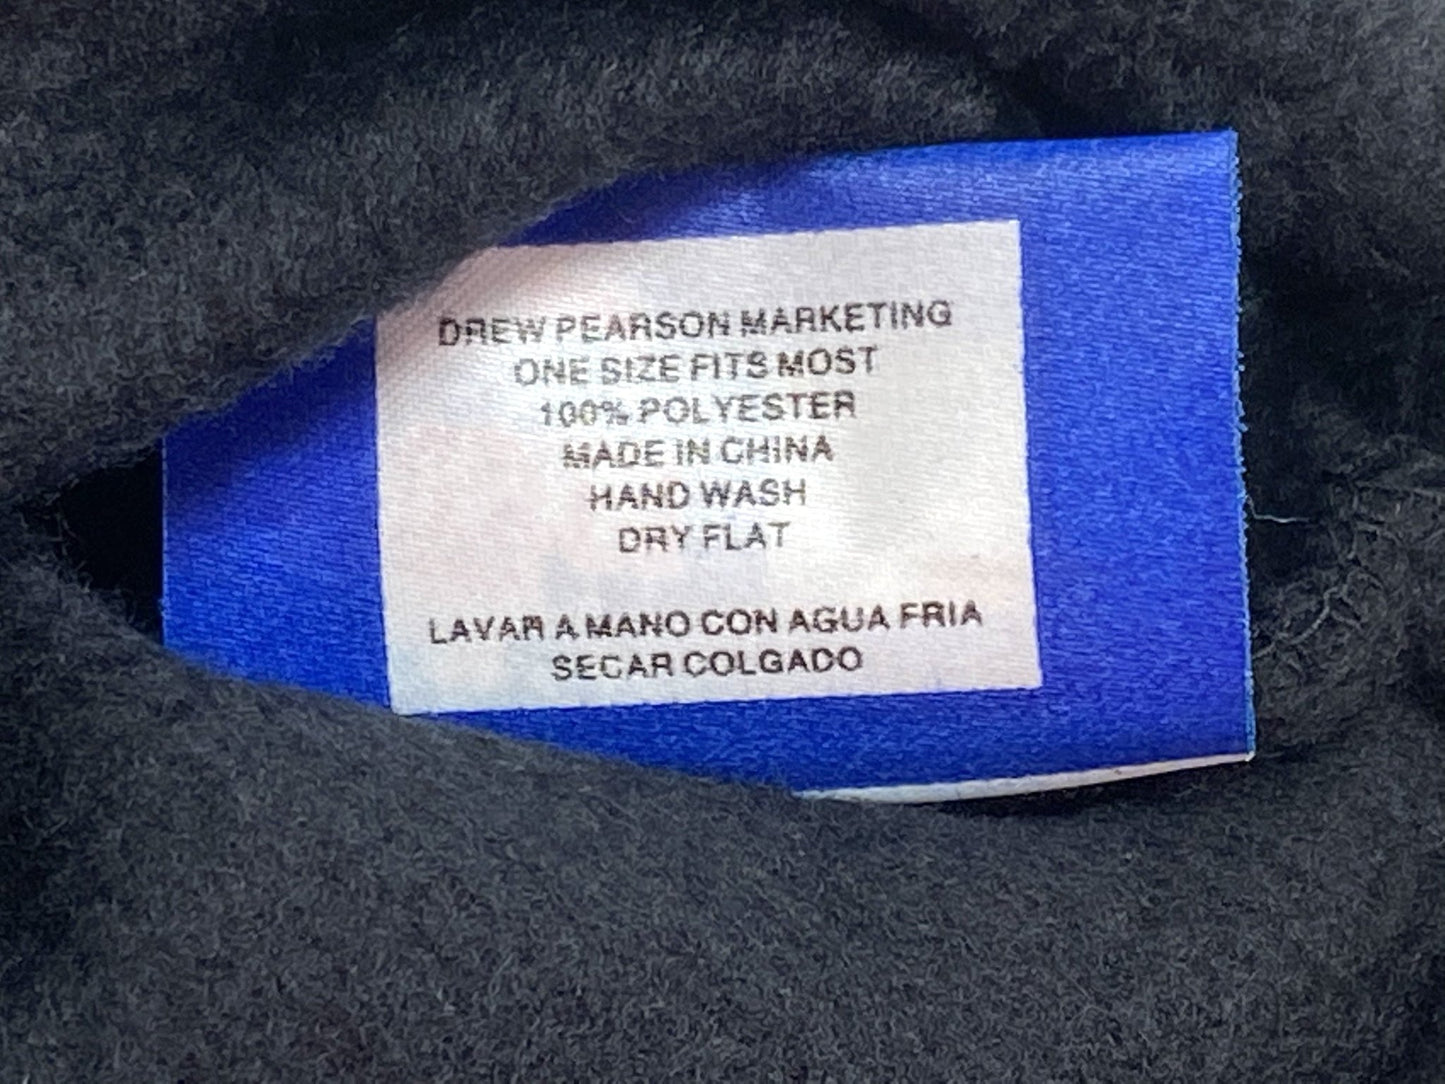 DREW PEARSON MARKETING
ONE SIZE FITS MOST
100% POLYESTER
MADE IN CHINA
HAND WASH
DRY FLAT
LAVAR A MANO CON AGUA FRIA
SECAR COLGADO